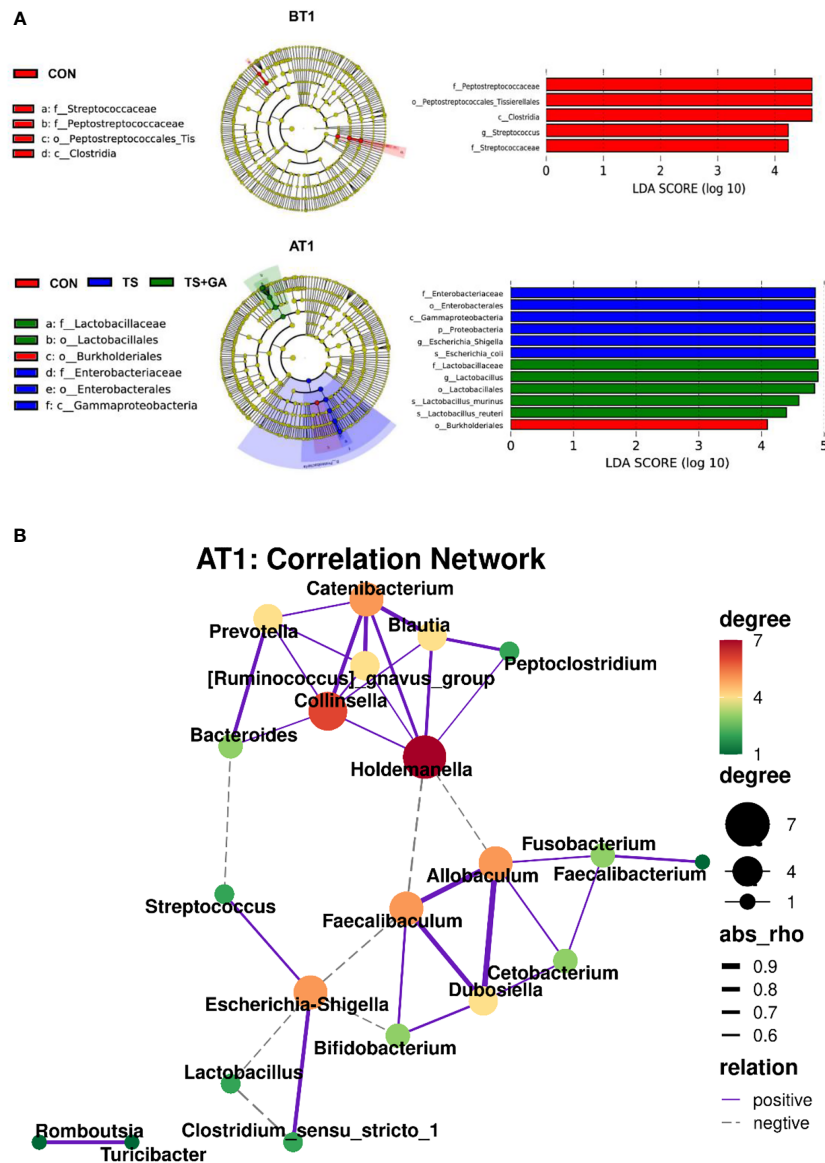 A
BT1
CON
a: f__Streptococcaceae
b: f__Peptostreptococcaceae
c: o__Peptostreptococcales_Tis
d: c__Clostridia
f__Peptostreptococcaceae
o__Peptostreptococcales_Tissierellales
c__Clostridia
g__Streptococcus
f__Streptococcaceae
0 1 2 3 4
LDA SCORE (log 10)
AT1
CON TS TS+GA
a: f__Lactobacillaceae
b: o__Lactobacillales
c: o__Burkholderiales
d: f__Enterobacteriaceae
e: o__Enterobacterales
f: c__Gammaproteobacteria
f__Enterobacteriaceae
o__Enterobacterales
c__Gammaproteobacteria
p__Proteobacteria
g__Escherichia_Shigella
s__Escherichia_coli
f__Lactobacillaceae
g__Lactobacillus
o__Lactobacillales
s__Lactobacillus_murinus
s__Lactobacillus_reuteri
o__Burkholderiales
0 1 2 3 4 5
LDA SCORE (log 10)
B
AT1: Correlation Network
Catenibacterium
Prevotella
Blautia
Peptoclostridium
[Ruminococcus]_gnavus_group
Collinsella
Bacteroides
Holdemanella
Fusobacterium
Allobaculum
Faecalibacterium
Streptococcus
Faecalibaculum
Cetobacterium
Dubosiella
Escherichia-Shigella
Bifidobacterium
Lactobacillus
Clostridium_sensu_stricto_1
Romboutsia
Turicibacter
degree
7
4
1
degree
7
4
1
abs_rho
0.9
0.8
0.7
0.6
relation
positive
negtive